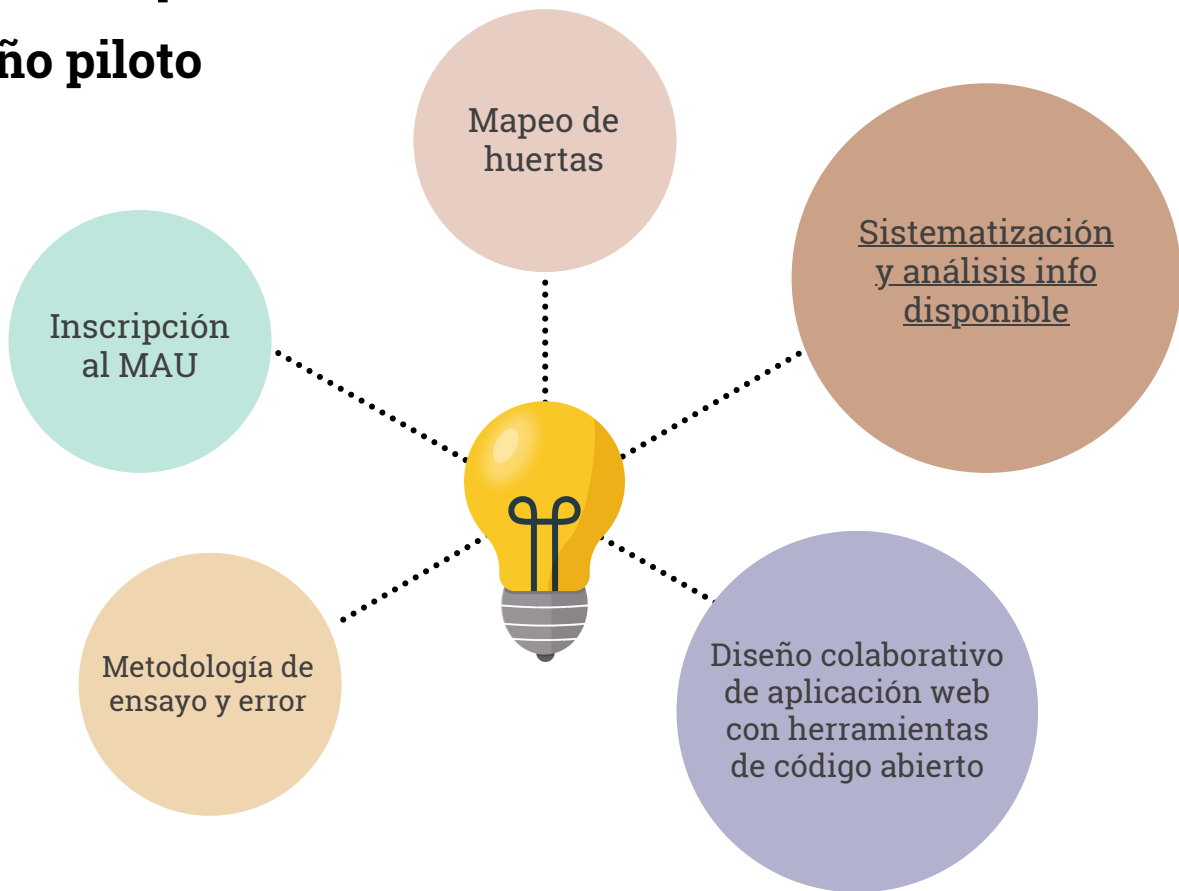 ño piloto
Mapeo de
huertas
Sistematización
y análisis info
disponible
Inscripción
al MAU
Metodología de
ensayo y error
Diseño colaborativo
de aplicación web
con herramientas
de código abierto